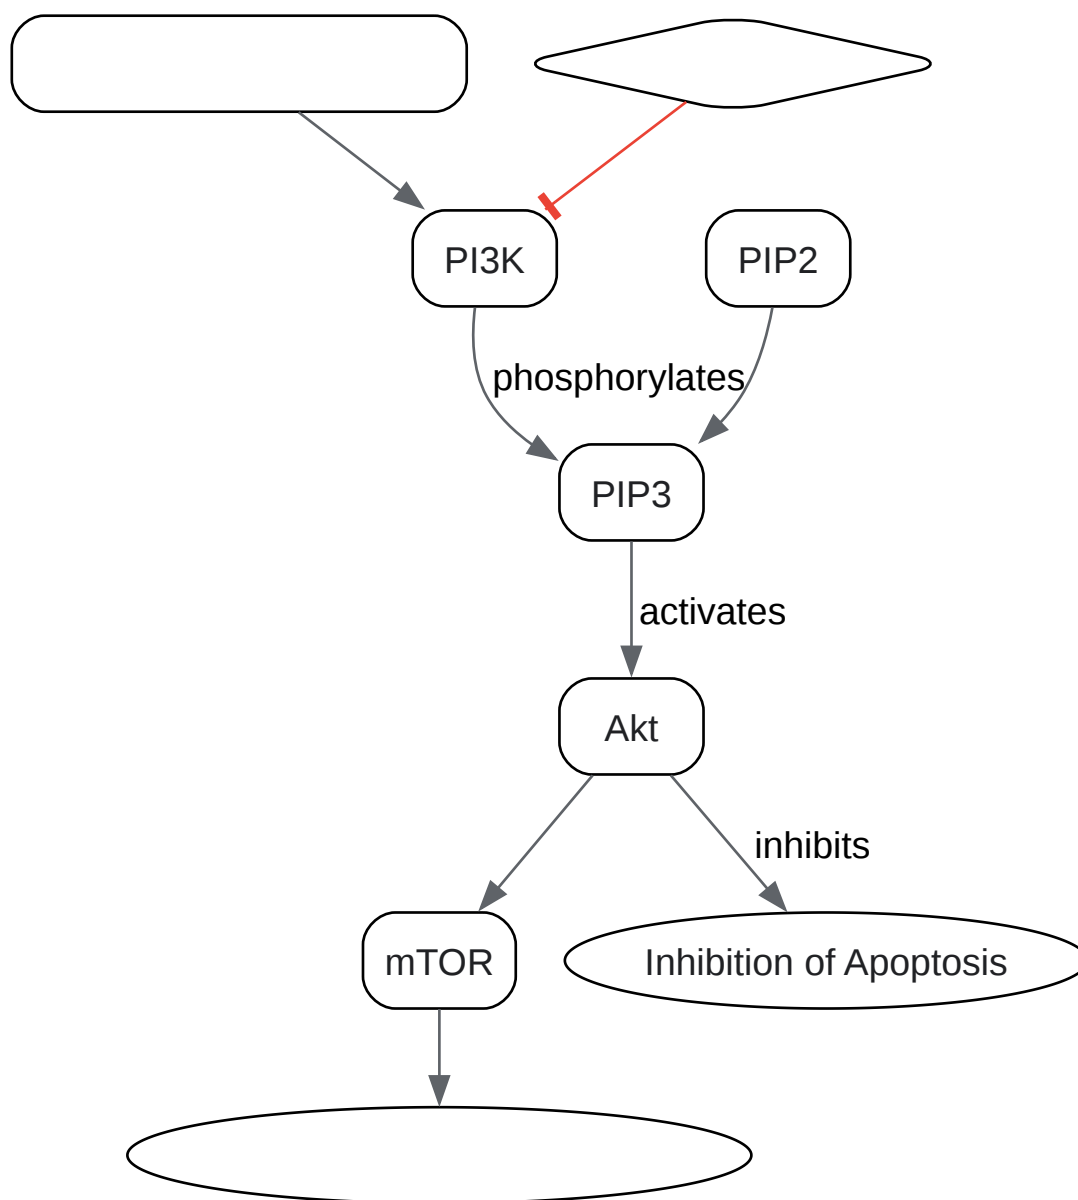 PI3K
PIP2
phosphorylates
PIP3
activates
Akt
inhibits
mTOR
Inhibition of Apoptosis